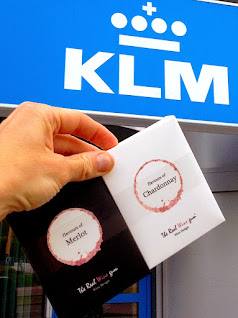 KLM
flavours of
Merlot
The Real Wine gum
flavours of
Chardonnay
The Real Wine gum